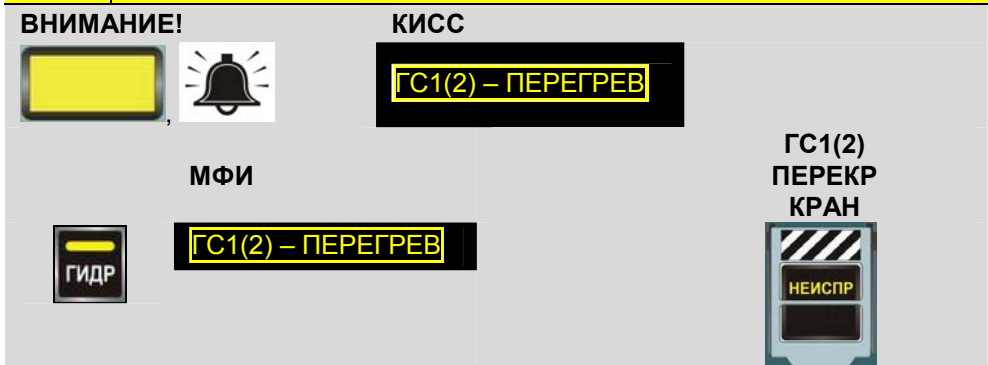 ВНИМАНИЕ! КИСС
, ГС1(2) – ПЕРЕГРЕВ
МФИ
ГС1(2)
ПЕРЕКР
КРАН
ГИДР
ГС1(2) – ПЕРЕГРЕВ
НЕИСПР